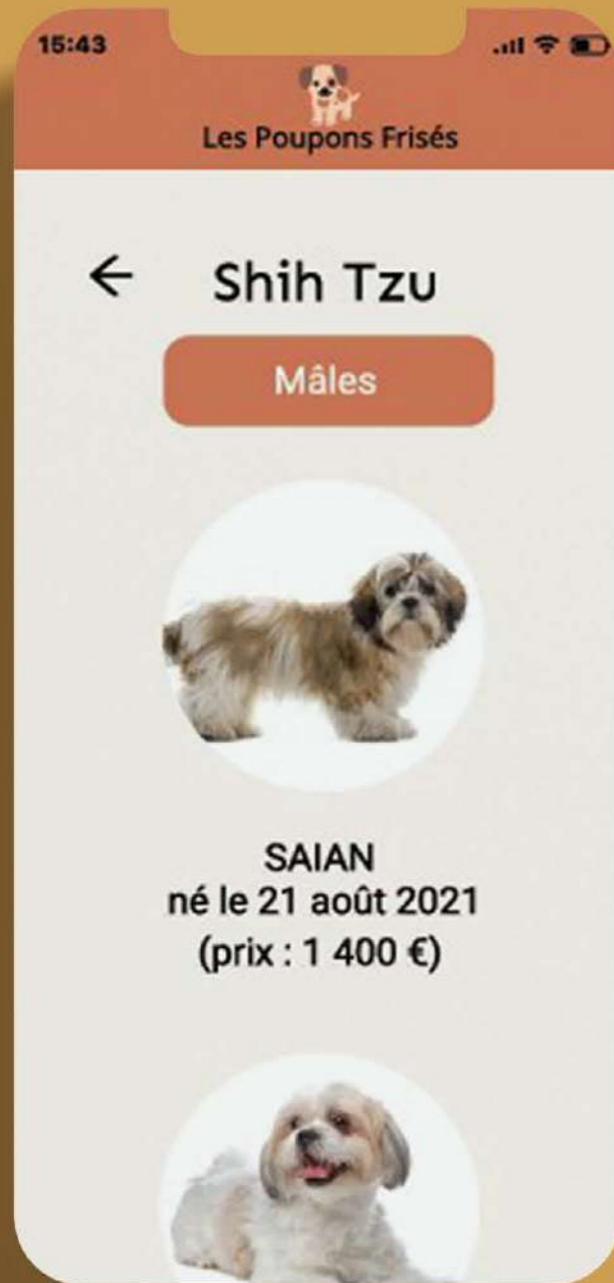 15:43
Les Poupons Frisés
Shih Tzu
Mâles
SAIAN
né le 21 août 2021
(prix : 1 400 €)